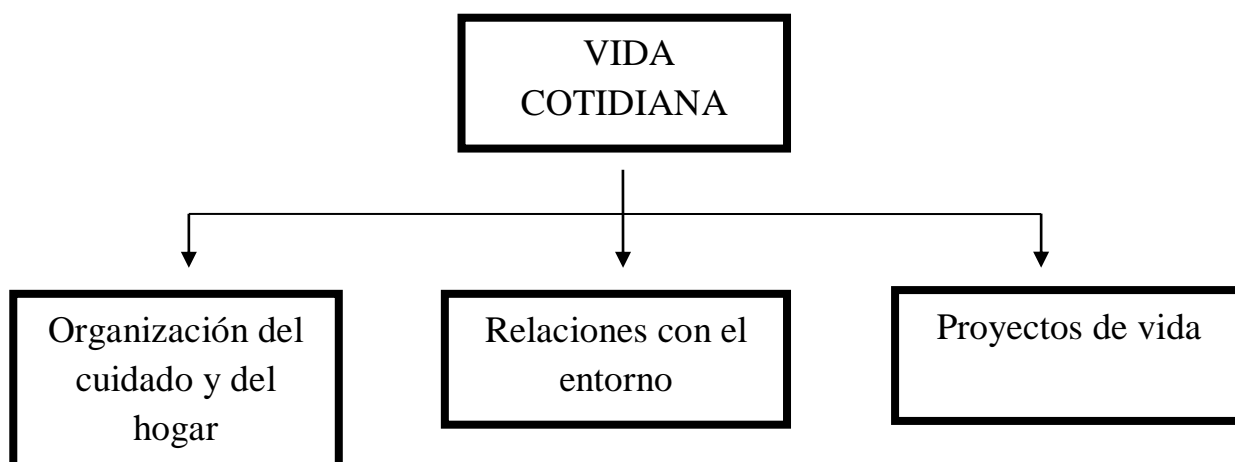 VIDA
COTIDIANA
Organización del
cuidado y del
hogar
Relaciones con el
entorno
Proyectos de vida